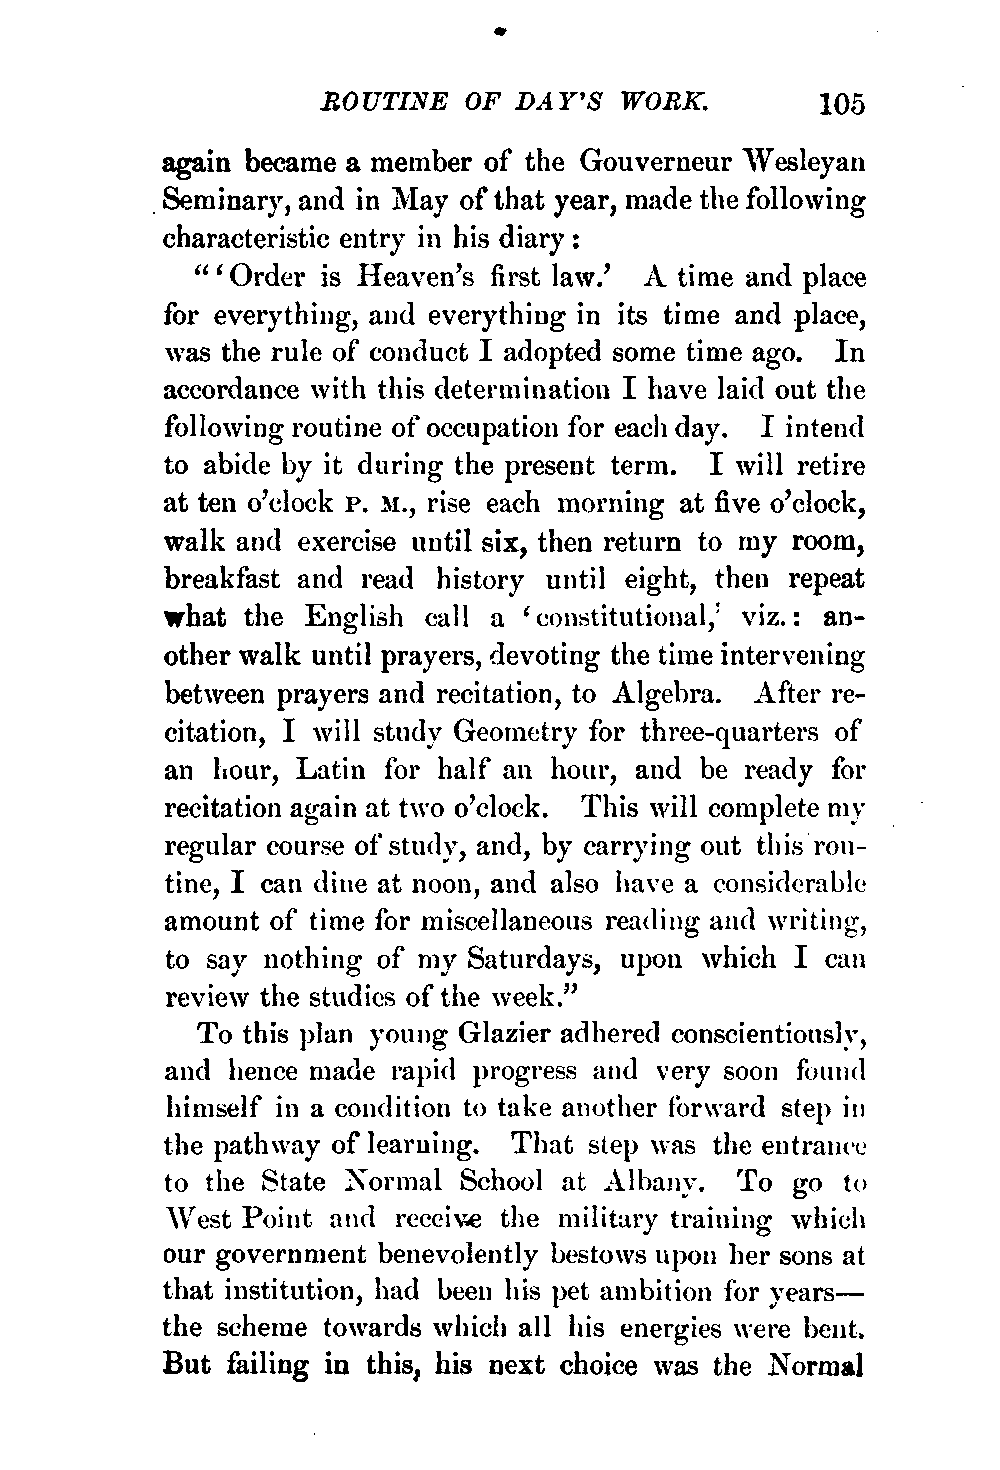 ROUTINE OF DAY'S WORK. 105
again became a member of the Gouverneur Wesleyan
Seminary, and in May of that year, made the following
characteristic entry in his diary:
"'Order is Heaven's first law.' A time and place
for everything, and everything in its time and place,
was the rule of conduct I adopted some time ago. In
accordance with this determination I have laid out the
following routine of occupation for each day. I intend
to abide by it during the present term. I will retire
at ten o'clock P. M., rise each morning at five o'clock,
walk and exercise until six, then return to my room,
breakfast and read history until eight, then repeat
what the English call a 'constitutional,' viz.: an-
other walk until prayers, devoting the time intervening
between prayers and recitation, to Algebra. After re-
citation, I will study Geometry for three-quarters of
an hour, Latin for half an hour, and be ready for
recitation again at two o'clock. This will complete my
regular course of study, and, by carrying out this rou-
tine, I can dine at noon, and also have a considerable
amount of time for miscellaneous reading and writing,
to say nothing of my Saturdays, upon which I can
review the studies of the week."
To this plan young Glazier adhered conscientiously,
and hence made rapid progress and very soon found
himself in a condition to take another forward step in
the pathway of learning. That step was the entrance
to the State Normal School at Albany. To go to
West Point and receive the military training which
our government benevolently bestows upon her sons at
that institution, had been his pet ambition for years—
the scheme towards which all his energies were bent.
But failing in this, his next choice was the Normal